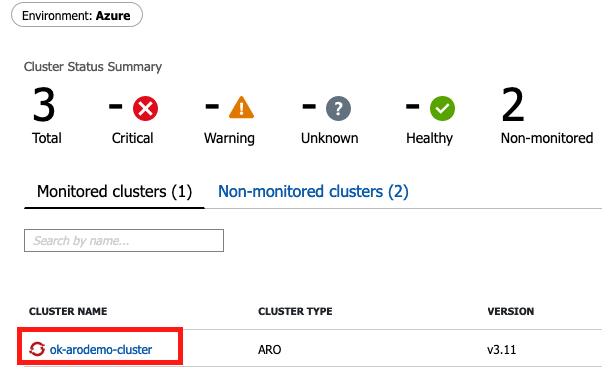 Environment: Azure
Cluster Status Summary
3 - - - - 2
Total Critical Warning Unknown Healthy Non-monitored
Monitored clusters (1) Non-monitored clusters (2)
Search by name...
CLUSTER NAME CLUSTER TYPE VERSION
ok-arodemo-cluster ARO v3.11